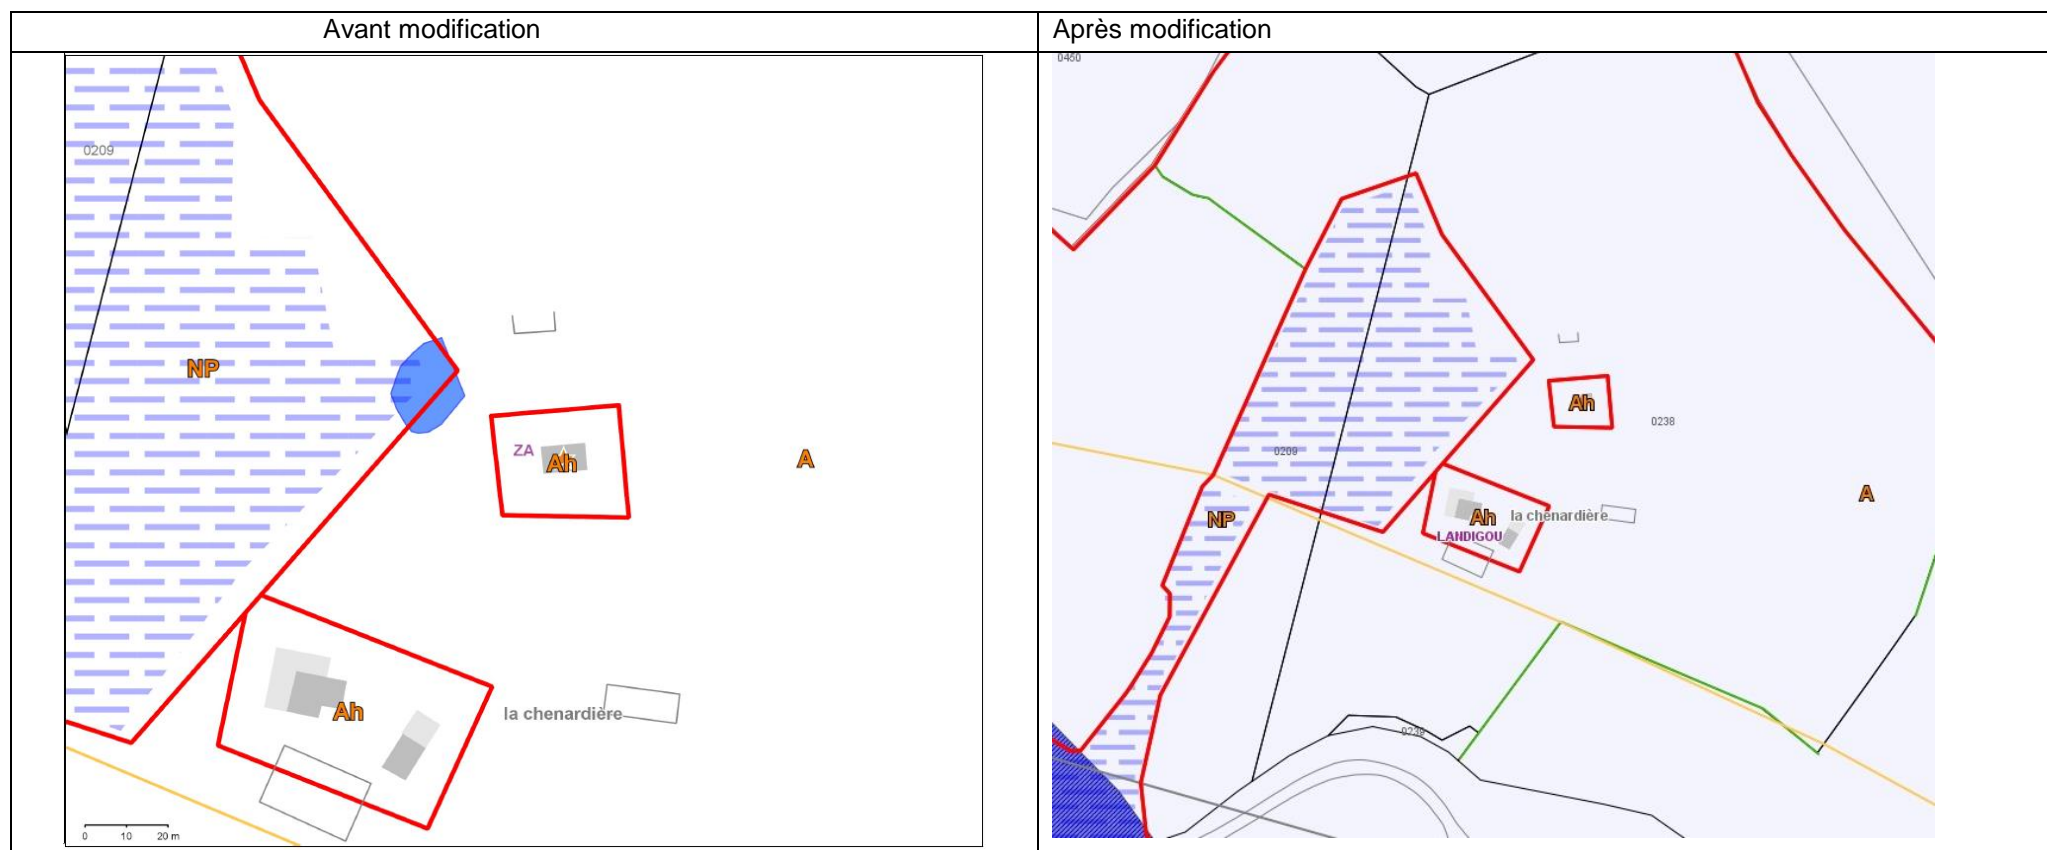 Avant modification
Après modification
0209
NP
ZA
Ah
A
Ah
la chenardière
0 10 20 m
0450
Ah
0238
0209
A
NP
Ah
la chenardière
LANDIGOU
0239